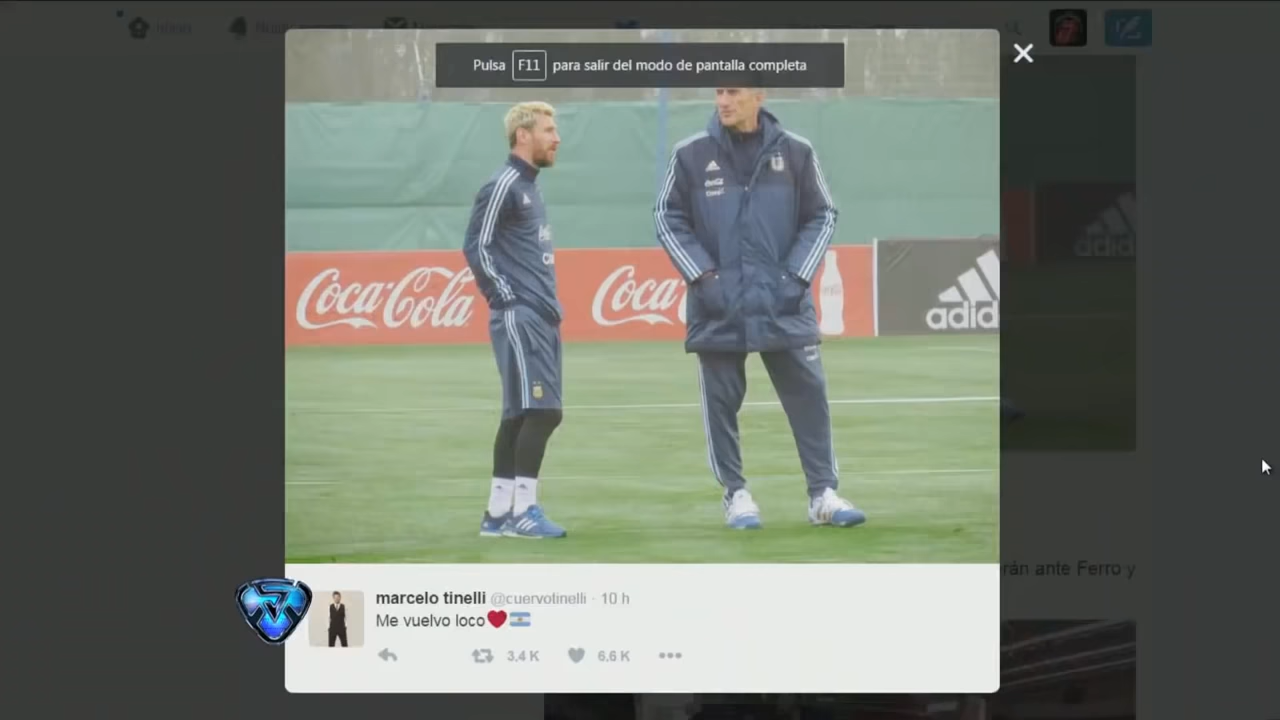 Pulsa F11 para salir del modo de pantalla completa
Coca-Cola
Coca
adidas
adid
marcelo tinelli @cuervotinelli · 10 h
Me vuelvo loco❤️🇦🇷
3,4 K 6,6 K •••
rán ante Ferro y